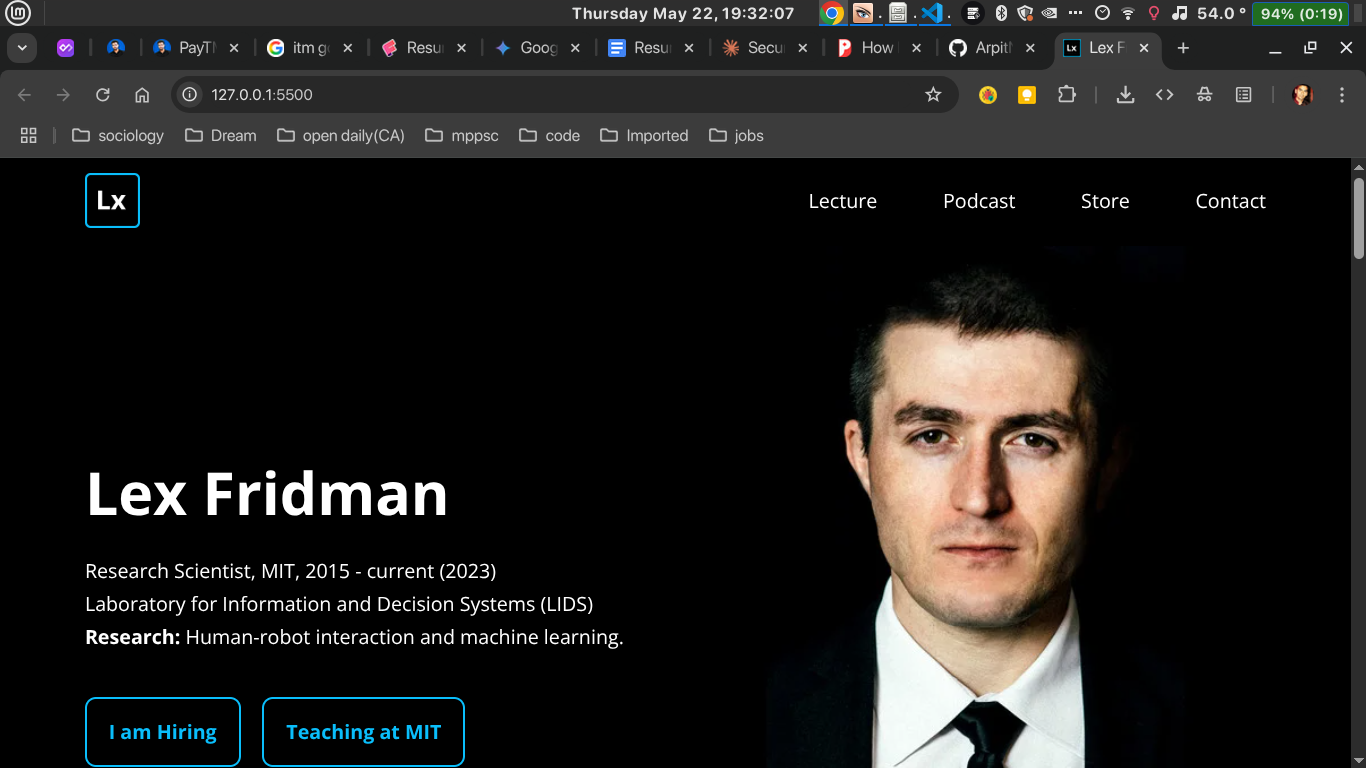 Thursday May 22, 19:32:07
54.0 °
94% (0:19)
PayT
itm g
Resu
Goog
Resu
Secu
How
Arpit
Lx
Lex F
127.0.0.1:5500
sociology
Dream
open daily(CA)
mppsc
code
Imported
jobs
Lx
Lecture
Podcast
Store
Contact
Lex Fridman
Research Scientist, MIT, 2015 - current (2023)
Laboratory for Information and Decision Systems (LIDS)
Research: Human-robot interaction and machine learning.
I am Hiring
Teaching at MIT